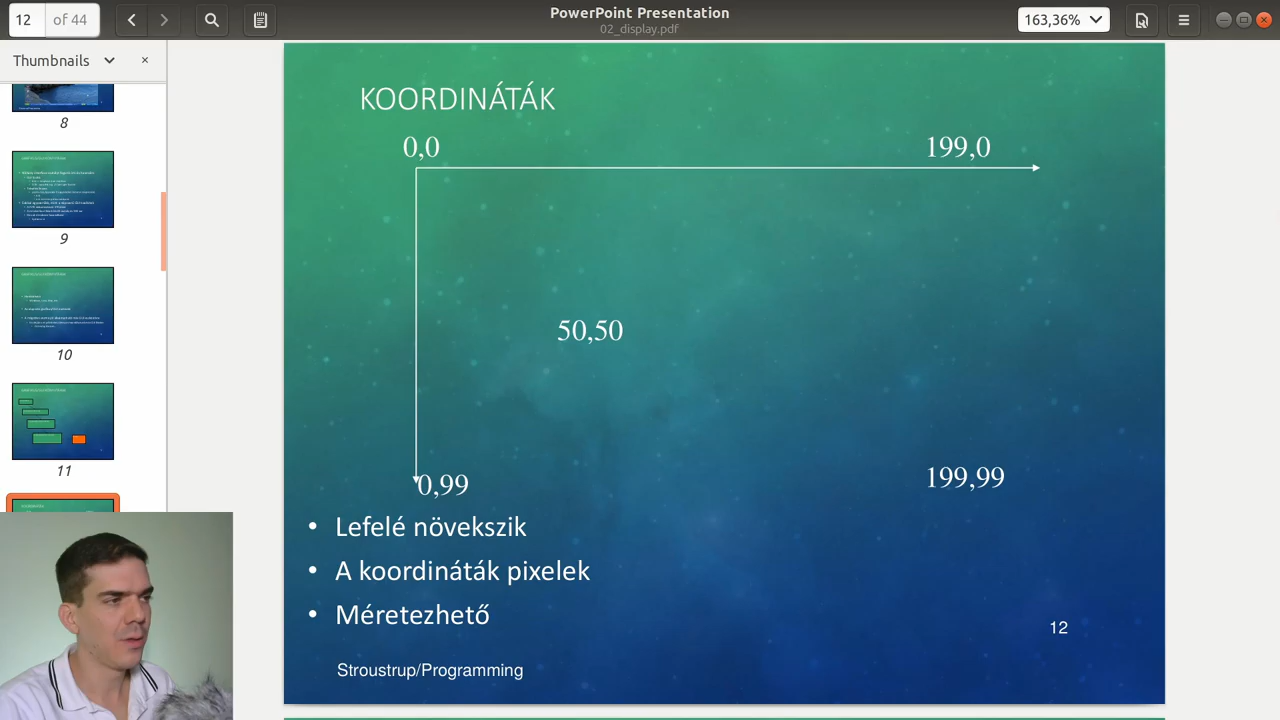 12 of 44
PowerPoint Presentation
02_display.pdf
163,36%
Thumbnails
8
9
10
11
KOORDINÁTÁK
0,0
199,0
50,50
0,99
199,99
• Lefelé növekszik
• A koordináták pixelek
• Méretezhető
12
Stroustrup/Programming